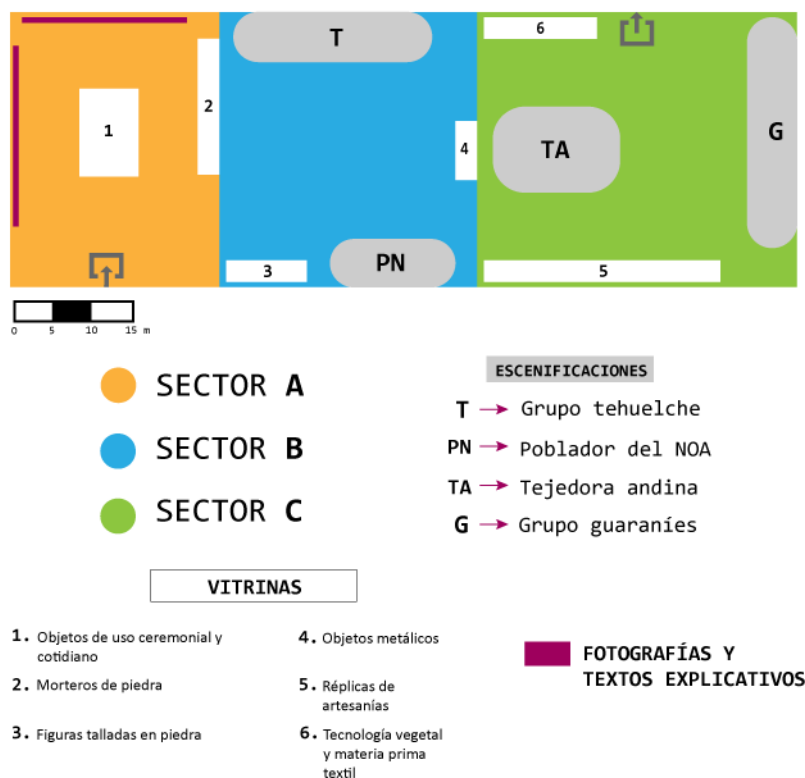 T
6
1
2
4
TA
G
3
PN
5
0 5 10 15 m
SECTOR A
SECTOR B
SECTOR C
ESCENIFICACIONES
T → Grupo tehuelche
PN → Poblador del NOA
TA → Tejedora andina
G → Grupo guaraníes
VITRINAS
1. Objetos de uso ceremonial y
cotidiano
2. Morteros de piedra
3. Figuras talladas en piedra
4. Objetos metálicos
5. Réplicas de
artesanías
6. Tecnología vegetal
y materia prima
textil
FOTOGRAFÍAS Y
TEXTOS EXPLICATIVOS